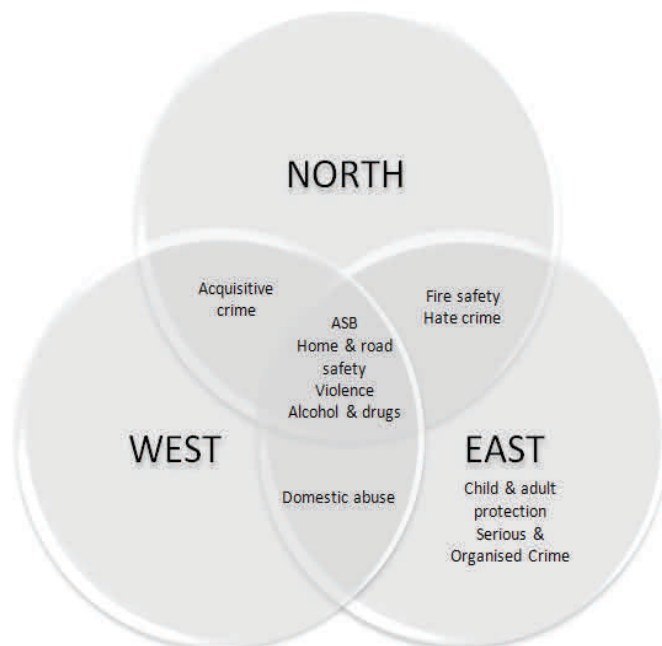 NORTH
Acquisitive
crime
Fire safety
Hate crime
ASB
Home & road
safety
Violence
Alcohol & drugs
WEST
EAST
Domestic abuse
Child & adult
protection
Serious &
Organised Crime